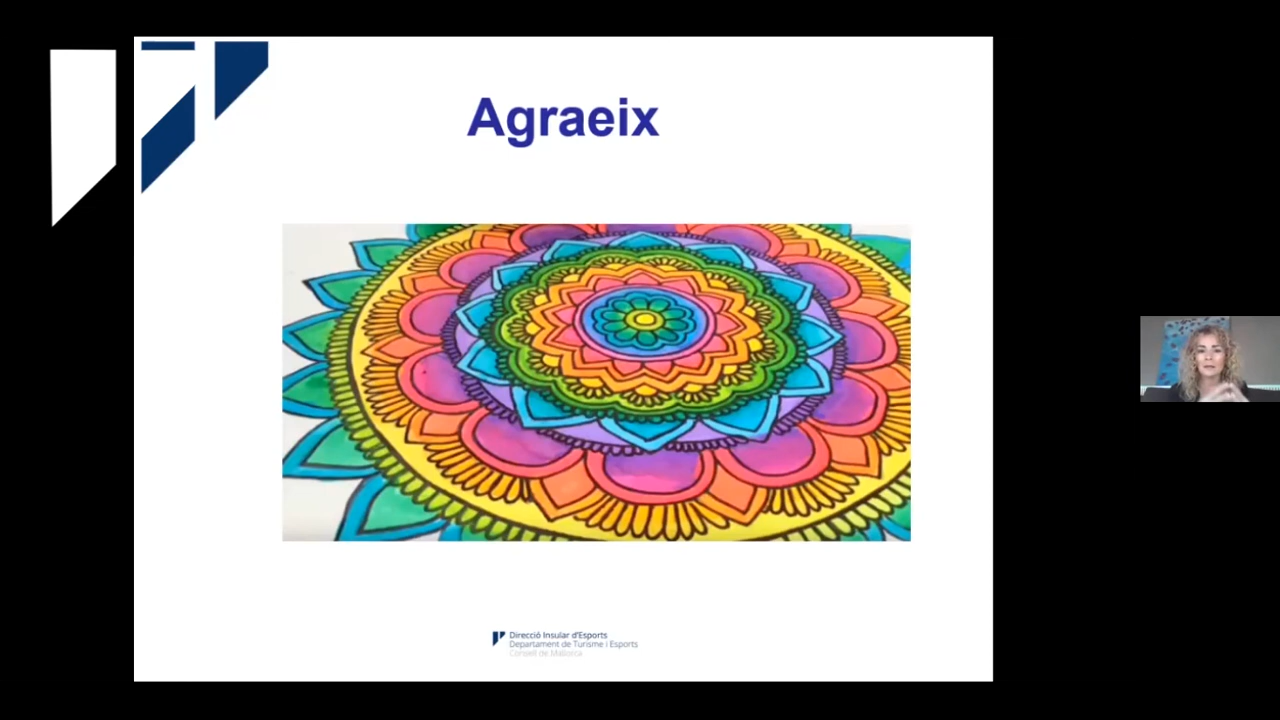 Agraeix
Direcció Insular d'Esports
Departament de Turisme i Esports
Consell de Mallorca